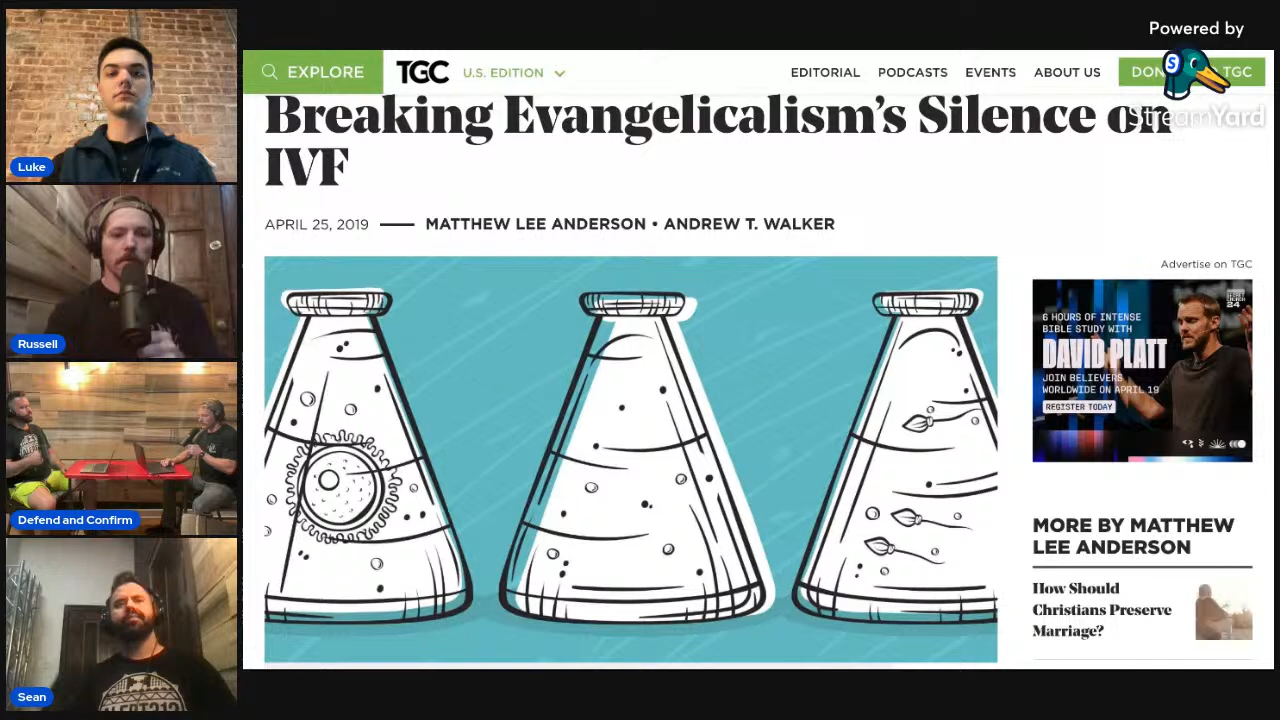 Powered by
StreamYard
EXPLORE
TGC
U.S. EDITION
EDITORIAL
PODCASTS
EVENTS
ABOUT US
TGC
Breaking Evangelicalism's Silence on
IVF
APRIL 25, 2019
MATTHEW LEE ANDERSON • ANDREW T. WALKER
Advertise on TGC
6 HOURS OF INTENSE
BIBLE STUDY WITH
DAVID PLATT
JOIN BELIEVERS
WORLDWIDE ON APRIL 19
REGISTER TODAY
MORE BY MATTHEW
LEE ANDERSON
How Should
Christians Preserve
Marriage?
Luke
Russell
Defend and Confirm
Sean